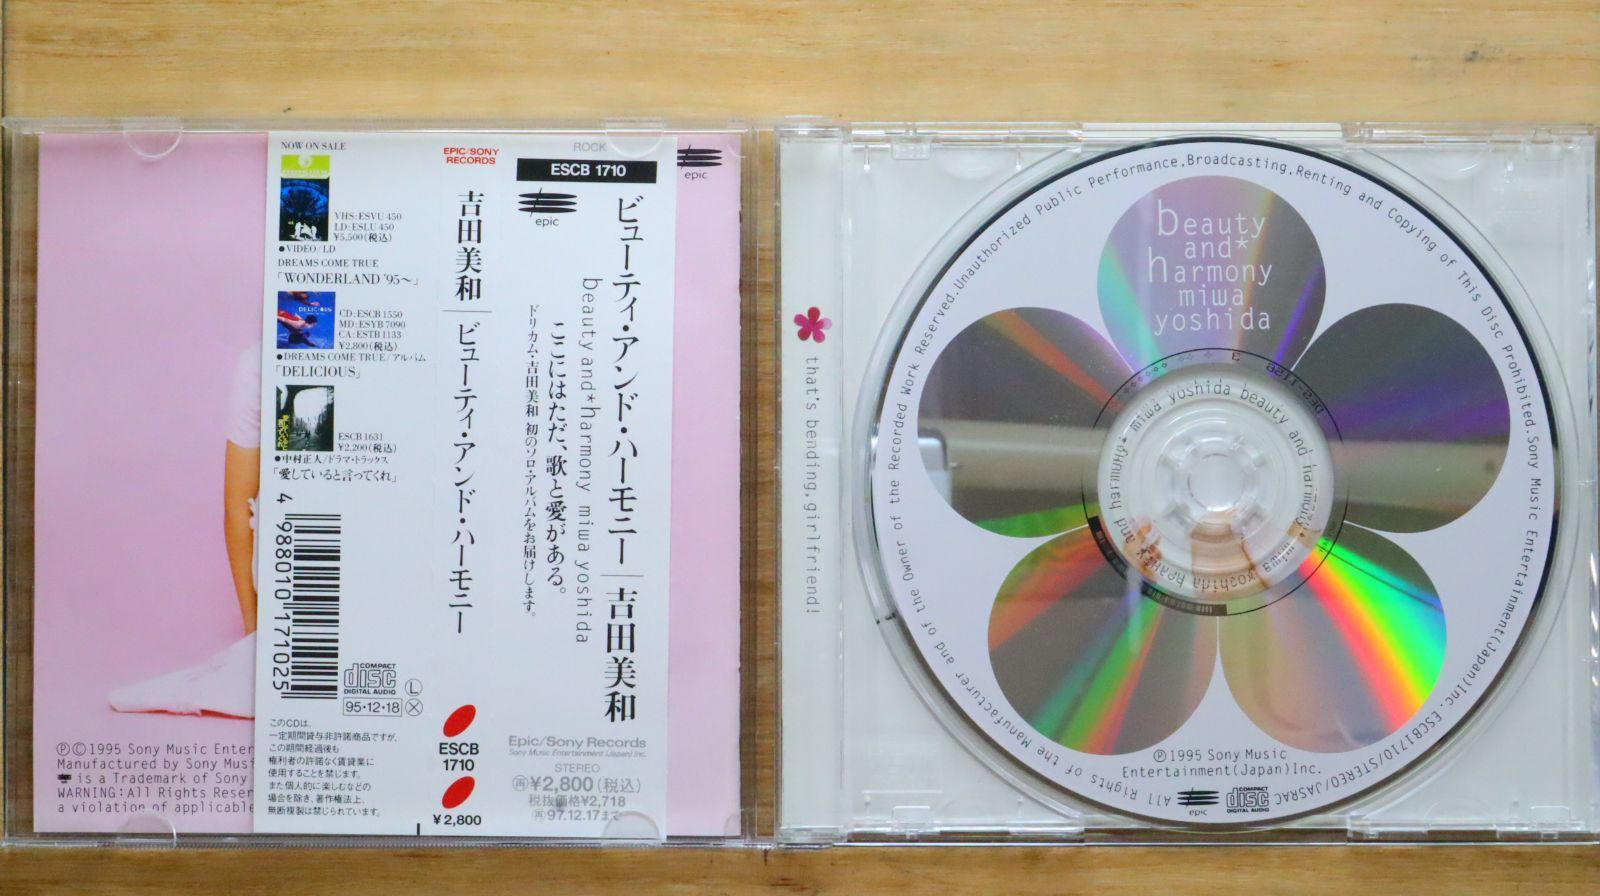 NOW ON SALE
VHS:ESVU 450
LD:ESLU 450
¥5,500(税込)
●VIDEO/LD
DREAMS COME TRUE
「WONDERLAND '95〜」
DELICIOUS
CD:ESCB 1550
MD:ESYB 7090
CA:ESTB 1133
¥2,800(税込)
●DREAMS COME TRUE/アルバム
「DELICIOUS」
ESCB 1631
¥2,200(税込)
●中村正人/ドラマ・トラックス
「愛していると言ってくれ」
4 988010 171025
COMPACT
disc
DIGITAL AUDIO
95・12・18
L
X
このCDは、
一定期間貸与非許諾商品ですが、
この期間経過後も
権利者の許諾なく賃貸業に
使用することを禁じます。
また個人的に楽しむなどの
場合を除き、著作権法上、
無断複製は禁じられています。
EPIC/SONY
RECORDS
吉田美和│ビューティ・アンド・ハーモニー
ESCB
1710
¥2,800
ROCK
ESCB 1710
epic
ビューティ・アンド・ハーモニー│吉田美和
beauty and*harmony miwa yoshida
ここにはただ、歌と愛がある。
ドリカム・吉田美和 初のソロ・アルバムをお届けします。
Epic/Sony Records
Sony Music Entertainment (Japan) Inc.
STEREO
再¥2,800(税込)
税抜価格¥2,718
再97.12.17まで
epic
ⓅⒸ1995 Sony Music Enter
Manufactured by Sony Musi
is a Trademark of Sony
WARNING:All Rights Reser
a violation of applicable
that's bending,girlfriend!
beauty
and*
harmony
miwa
yoshida
All Rights of the Manufacturer and of the Owner of the Recorded Work Reserved.Unauthorized Public Performance,Broadcasting,Renting and Copying of This Disc Prohibited.Sony Music Entertainment(Japan)Inc. ESCB1710/STEREO/JASRAC
miwa yoshida beauty and harmony*
Ⓟ1995 Sony Music
Entertainment(Japan)Inc.
epic
COMPACT
disc
DIGITAL AUDIO